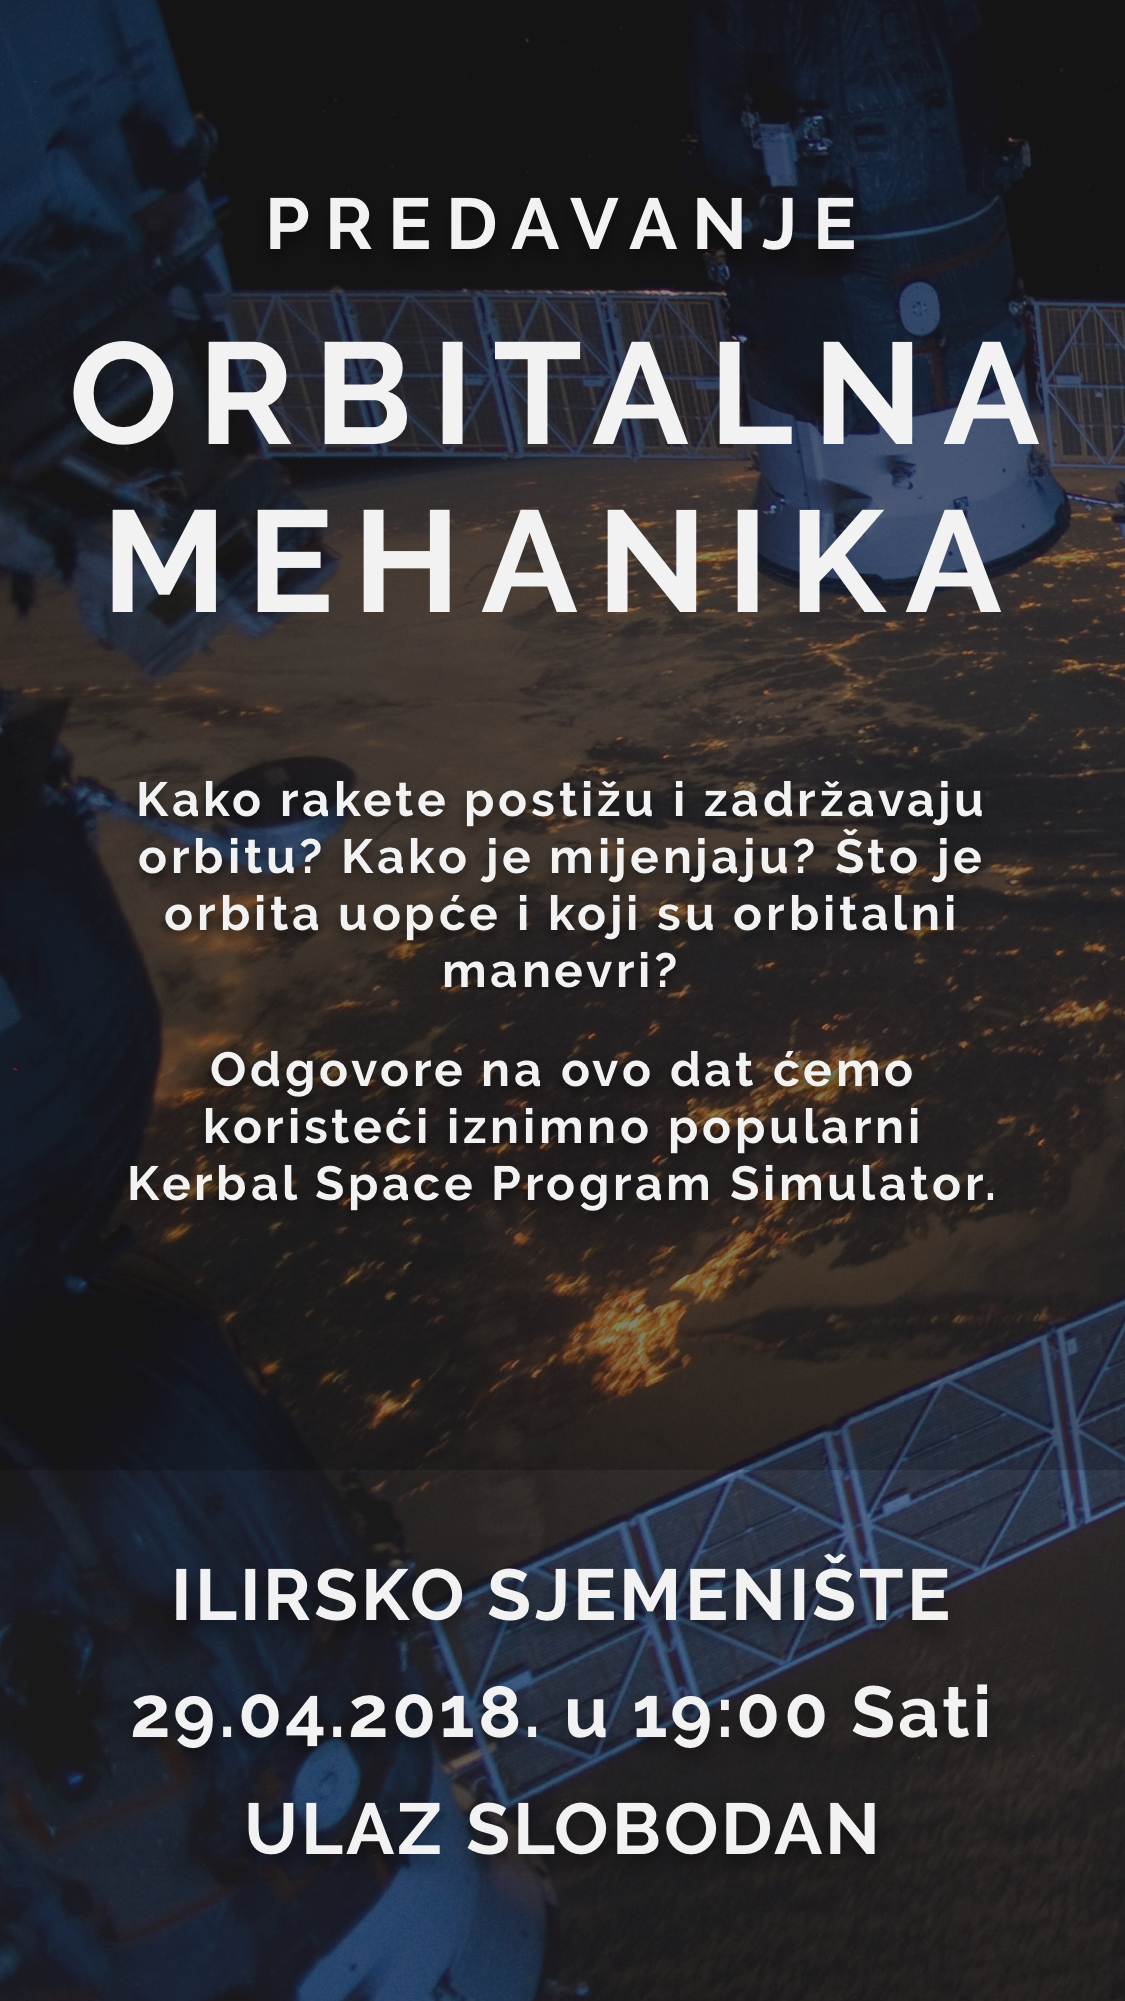 PREDAVANJE
ORBITALNA
MEHANIKA
Kako rakete postižu i zadržavaju
orbitu? Kako je mijenjaju? Što je
orbita uopće i koji su orbitalni
manevri?
Odgovore na ovo dat ćemo
koristeći iznimno popularni
Kerbal Space Program Simulator.
ILIRSKO SJEMENIŠTE
29.04.2018. u 19:00 Sati
ULAZ SLOBODAN